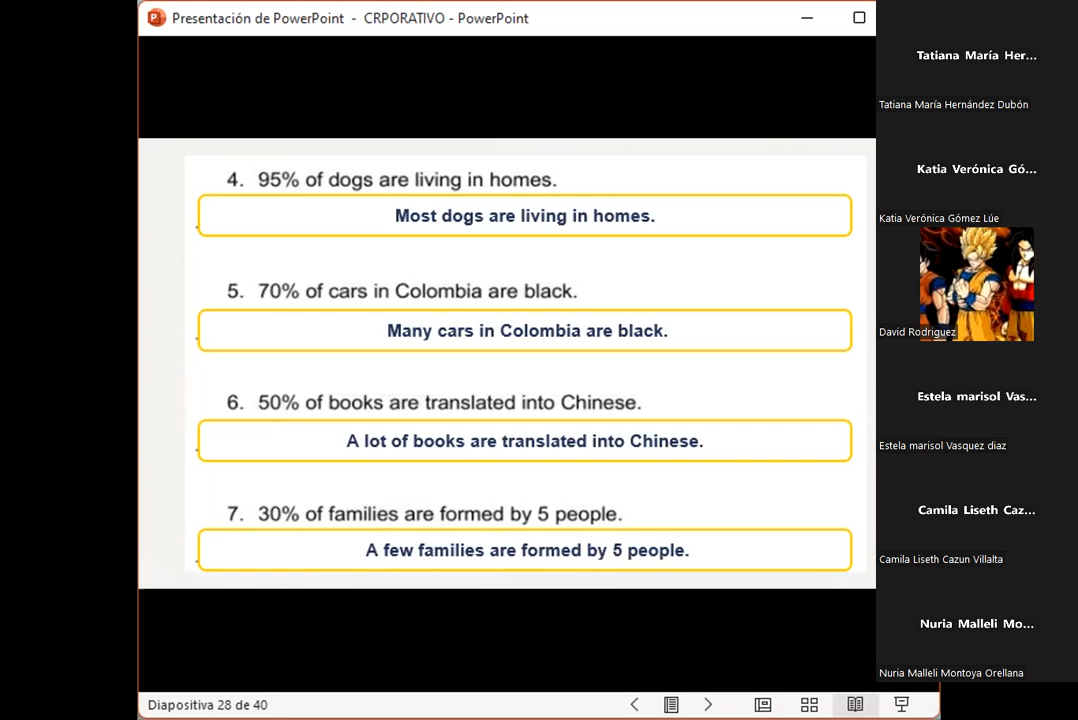 Presentación de PowerPoint - CRPORATIVO - PowerPoint
4. 95% of dogs are living in homes.
Most dogs are living in homes.
5. 70% of cars in Colombia are black.
Many cars in Colombia are black.
6. 50% of books are translated into Chinese.
A lot of books are translated into Chinese.
7. 30% of families are formed by 5 people.
A few families are formed by 5 people.
Diapositiva 28 de 40
Tatiana María Her...
Tatiana María Hernández Dubón
Katia Verónica Gó...
Katia Verónica Gómez Lúe
David Rodriguez
Estela marisol Vas...
Estela marisol Vasquez diaz
Camila Liseth Caz...
Camila Liseth Cazun Villalta
Nuria Malleli Mo...
Nuria Malleli Montoya Orellana